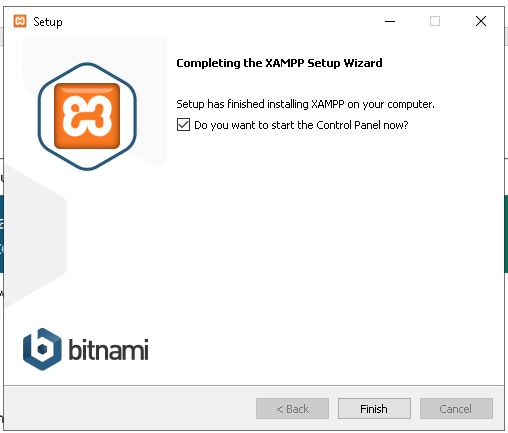 Setup
Completing the XAMPP Setup Wizard
Setup has finished installing XAMPP on your computer.
Do you want to start the Control Panel now?
bitnami
< Back
Finish
Cancel